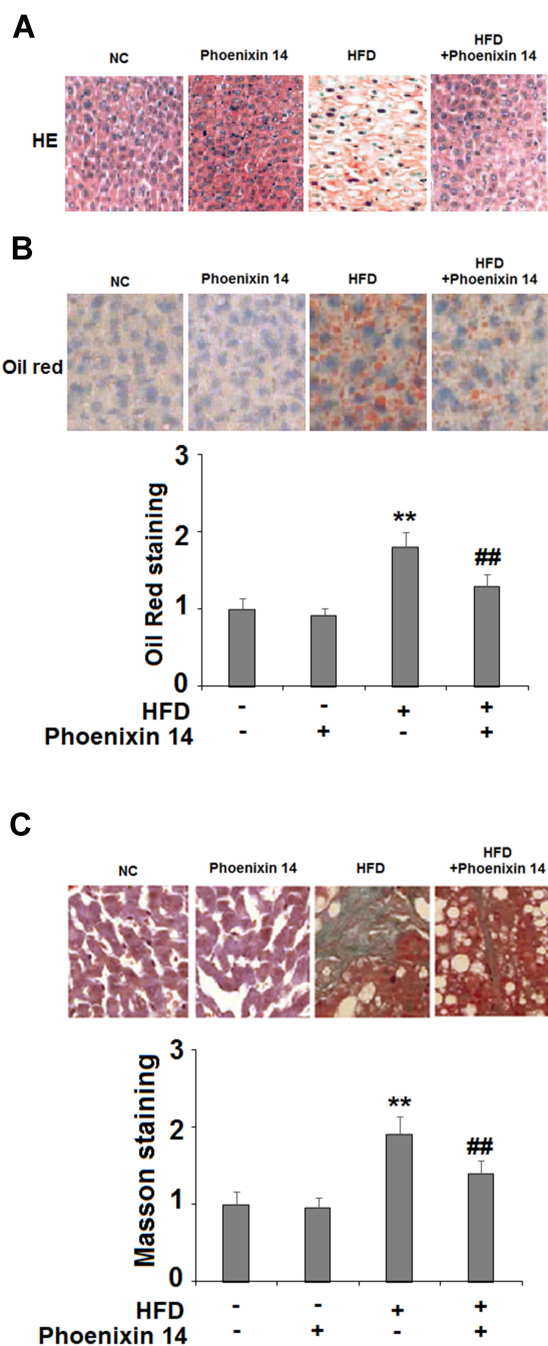 A
NC Phoenixin 14 HFD HFD
+Phoenixin 14
HE
B
NC Phoenixin 14 HFD HFD
+Phoenixin 14
Oil red
3
2
1
0
Oil Red staining
** ##
HFD - - + +
Phoenixin 14 - + - +
C
NC Phoenixin 14 HFD HFD
+Phoenixin 14
3
2
1
0
Masson staining
** ##
HFD - - + +
Phoenixin 14 - + - +